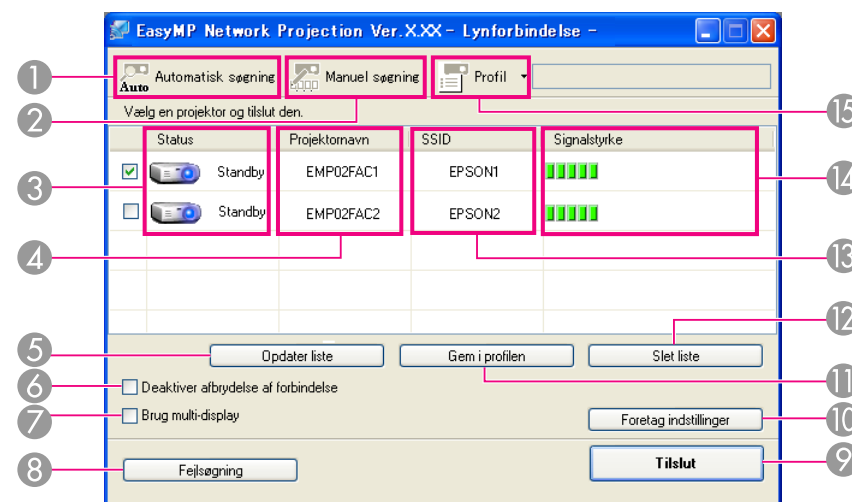 EasyMP Network Projection Ver.X.XX – Lynforbindelse –
1 Auto Automatisk søgning Manuel søgning Profil
2 15
Vælg en projektor og tilslut den.
Status Projektornavn SSID Signalstyrke
3 Standby EMP02FAC1 EPSON1 14
Standby EMP02FAC2 EPSON2
4 13
12
5 Opdater liste Gem i profilen Slet liste
6 Deaktiver afbrydelse af forbindelse 11
7 Brug multi-display Foretag indstillinger 10
8 Fejlsøgning Tilslut 9